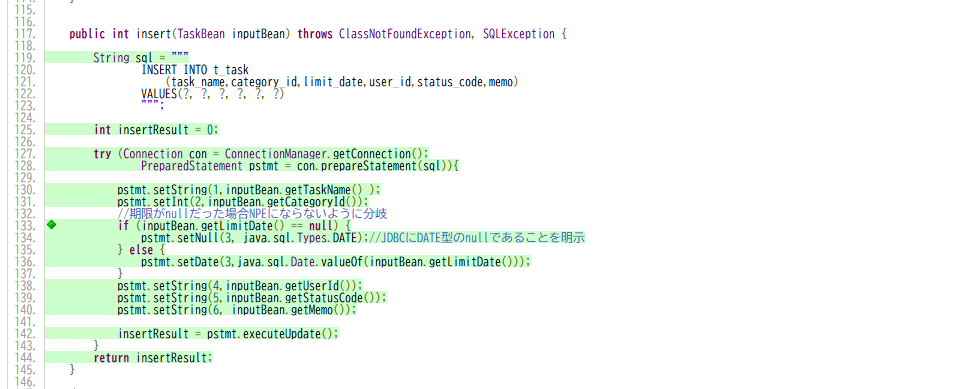 115.
116.
117. public int insert(TaskBean inputBean) throws ClassNotFoundException, SQLException {
118.
119. String sql = """
120. INSERT INTO t_task
121. (task_name,category_id,limit_date,user_id,status_code,memo)
122. VALUES(?, ?, ?, ?, ?, ?)
123. """;
124.
125. int insertResult = 0;
126.
127. try (Connection con = ConnectionManager.getConnection();
128. PreparedStatement pstmt = con.prepareStatement(sql)){
129.
130. pstmt.setString(1,inputBean.getTaskName() );
131. pstmt.setInt(2,inputBean.getCategoryId());
132. //期限がnullだった場合NPEにならないように分岐
133. if (inputBean.getLimitDate() == null) {
134. pstmt.setNull(3, java.sql.Types.DATE);//JDBCにDATE型のnullであることを明示
135. } else {
136. pstmt.setDate(3,java.sql.Date.valueOf(inputBean.getLimitDate()));
137. }
138. pstmt.setString(4,inputBean.getUserId());
139. pstmt.setString(5,inputBean.getStatusCode());
140. pstmt.setString(6, inputBean.getMemo());
141.
142. insertResult = pstmt.executeUpdate();
143. }
144. return insertResult;
145. }
146.